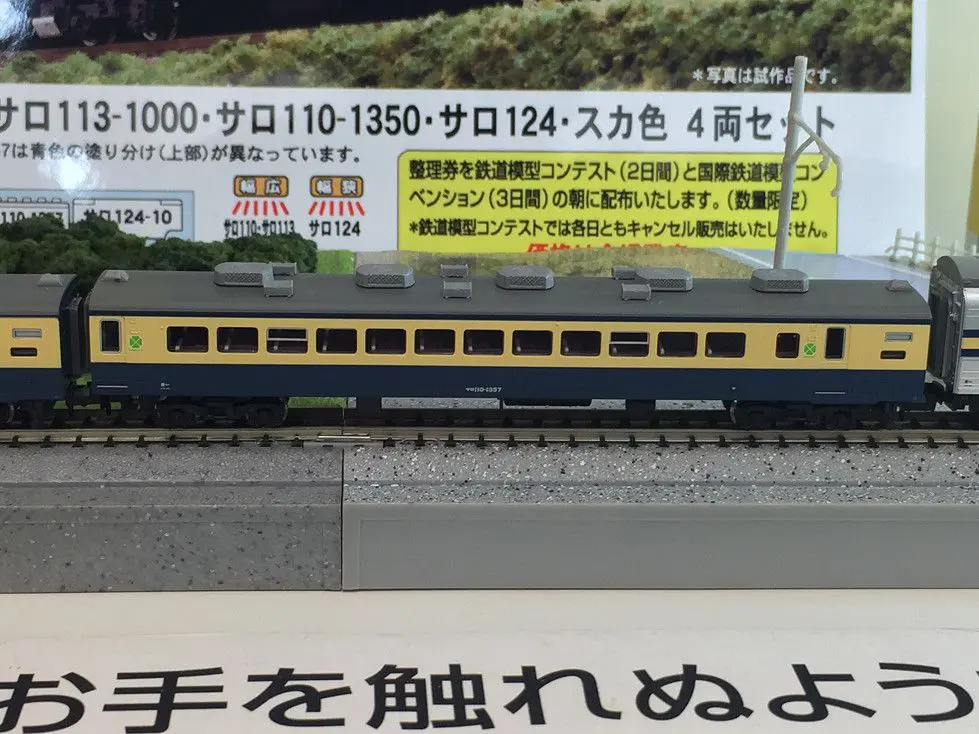 *写真は試作品です。
サロ113-1000・サロ110-1350・サロ124・スカ色 4両セット
7は青色の塗り分け(上部)が異なっています。
サロ124-10
幅広 幅狭
サロ110・サロ113 サロ124
整理券を鉄道模型コンテスト(2日間)と国際鉄道模型コン
ベンション(3日間)の朝に配布いたします。(数量限定)
*鉄道模型コンテストでは各日ともキャンセル販売はいたしません。
サロ110-1357
お手を触れぬよう